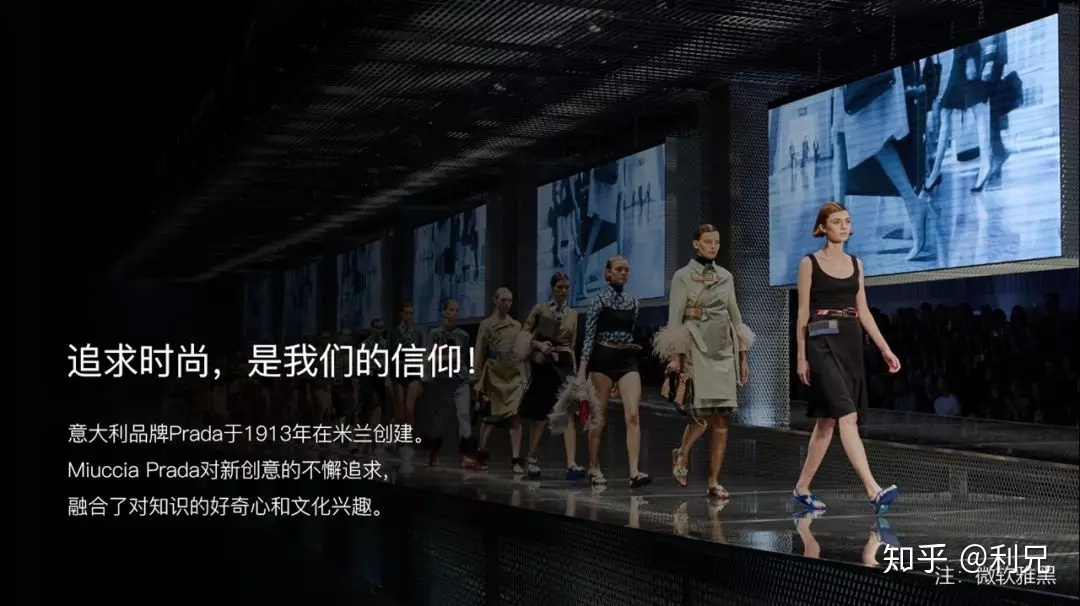 追求时尚，是我们的信仰！
意大利品牌Prada于1913年在米兰创建。
Miuccia Prada对新创意的不懈追求，
融合了对知识的好奇心和文化兴趣。
知乎 @利兄
注：微软雅黑